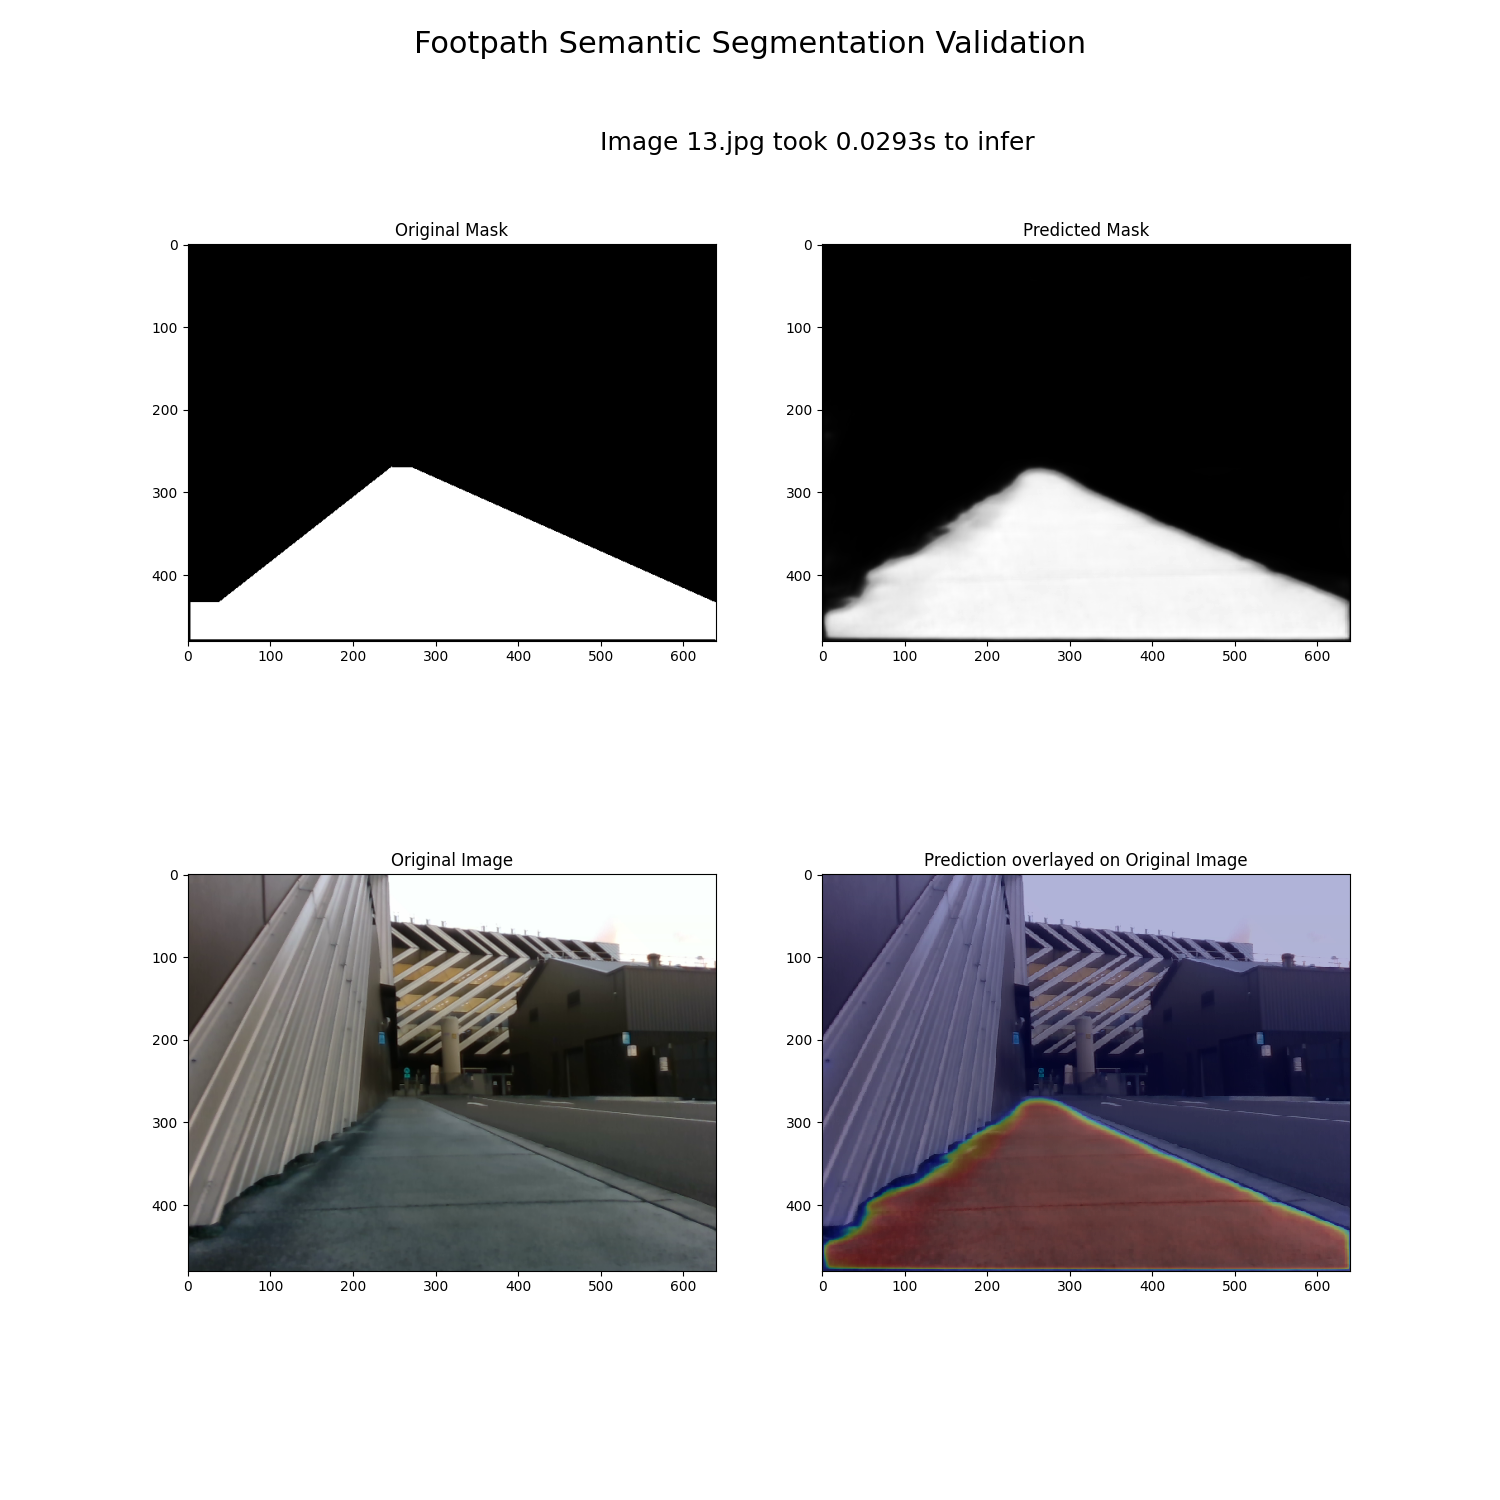 Footpath Semantic Segmentation Validation
Image 13.jpg took 0.0293s to infer
Original Mask
0
100
200
300
400
0 100 200 300 400 500 600
Predicted Mask
0
100
200
300
400
0 100 200 300 400 500 600
Original Image
0
100
200
300
400
0 100 200 300 400 500 600
Prediction overlayed on Original Image
0
100
200
300
400
0 100 200 300 400 500 600